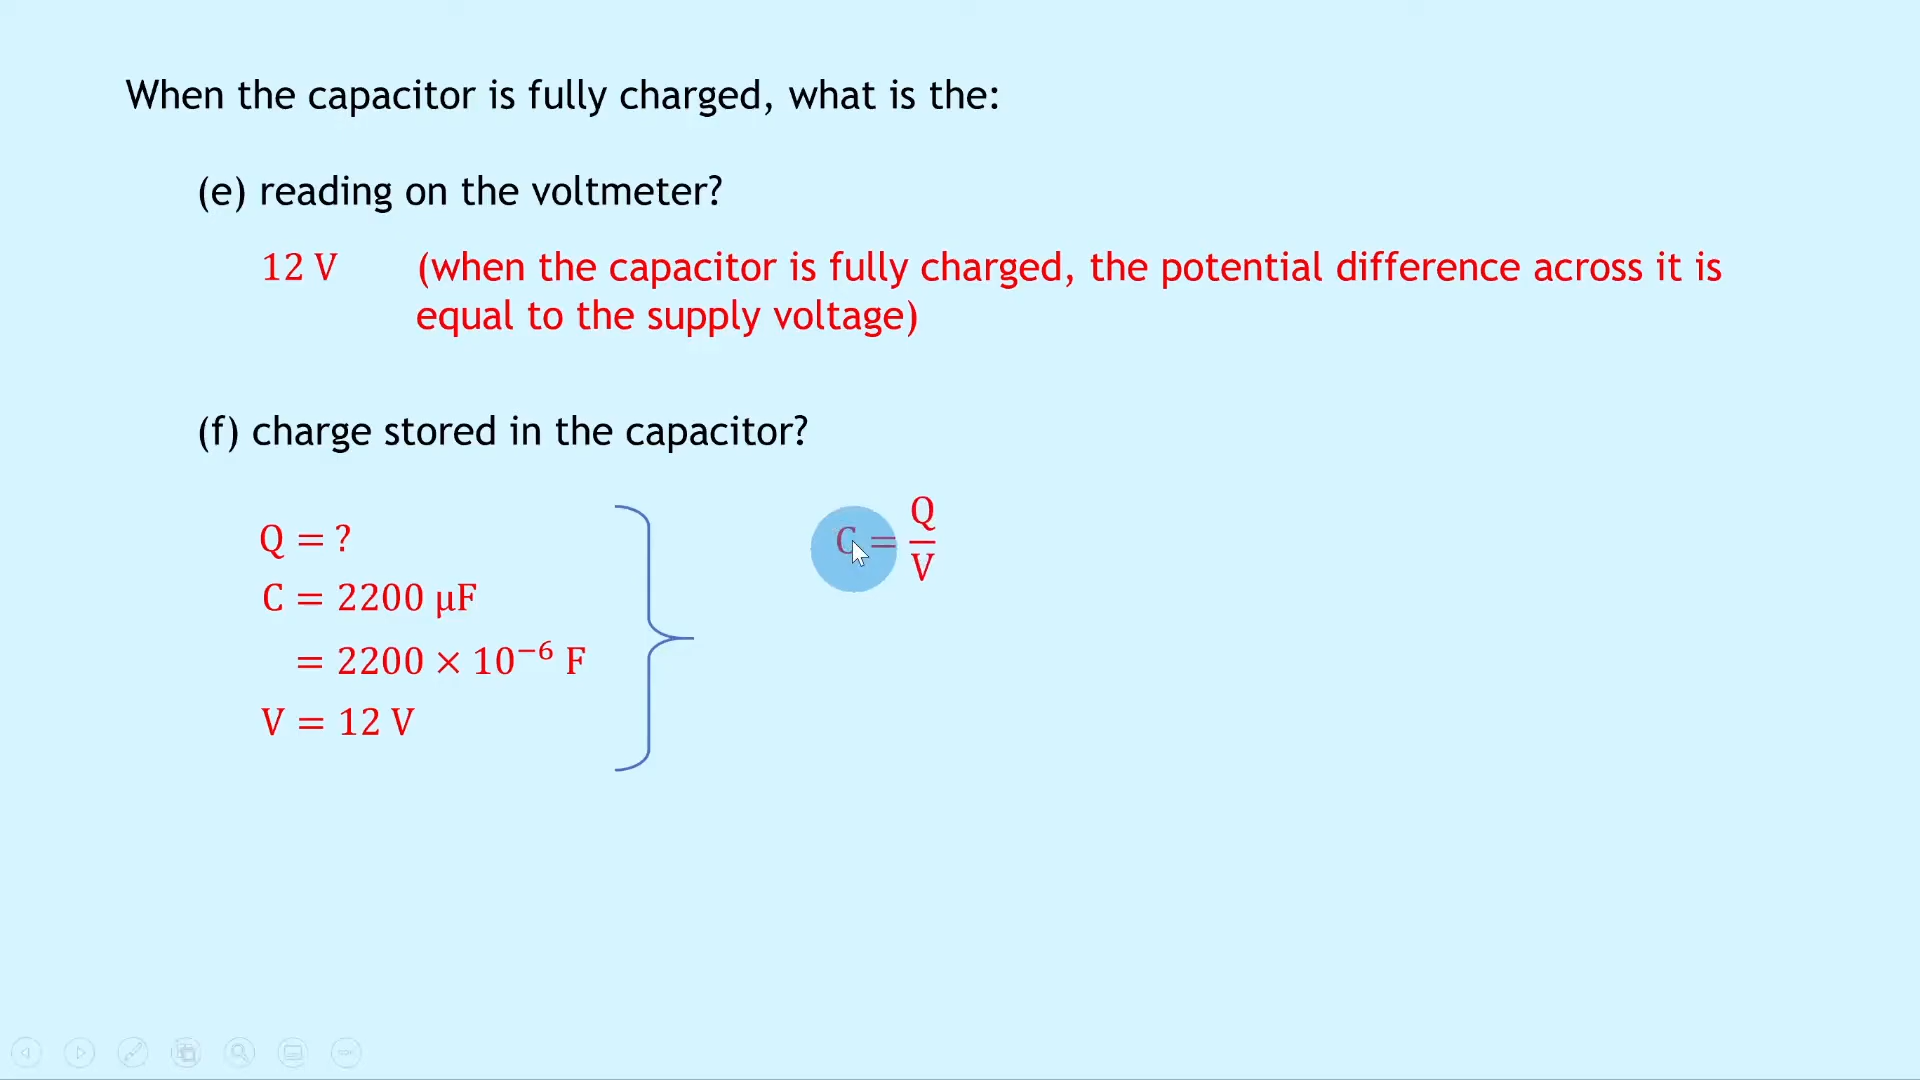 When the capacitor is fully charged, what is the:
(e) reading on the voltmeter?
12 V (when the capacitor is fully charged, the potential difference across it is
equal to the supply voltage)
(f) charge stored in the capacitor?
Q = ?
C = 2200 μF
= 2200 × 10⁻⁶ F
V = 12 V
C = Q/V